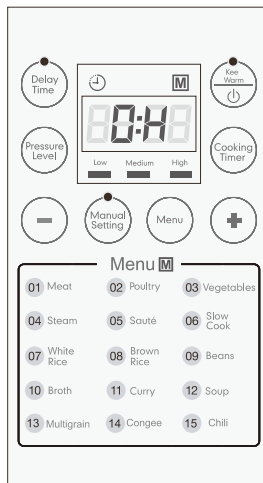 Delay
Time
M
Kee
Warm
0:H
Pressure
Level
Low Medium High
Cooking
Timer
−
Manual
Setting
Menu
+
Menu M
01 Meat
02 Poultry
03 Vegetables
04 Steam
05 Sauté
06 Slow
Cook
07 White
Rice
08 Brown
Rice
09 Beans
10 Broth
11 Curry
12 Soup
13 Multigrain
14 Congee
15 Chili